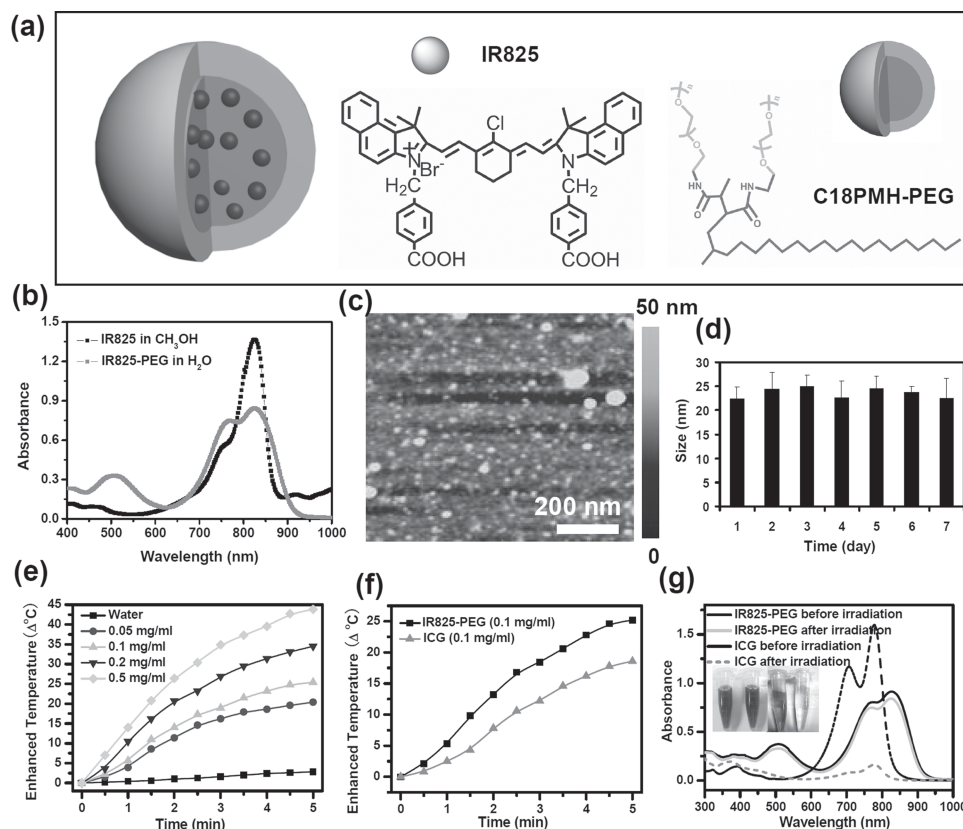 (a)
IR825
Cl
N
Br-
N
H2C
CH2
COOH
COOH
n
n
O
O
O
O
HN
NH
O
O
C18PMH-PEG
(b)
1.5
1.2
0.9
0.6
0.3
0.0
Absorbance
IR825 in CH3OH
IR825-PEG in H2O
400 500 600 700 800 900 1000
Wavelength (nm)
(c)
50 nm
200 nm
0
(d)
30
25
20
15
10
5
0
Size (nm)
1 2 3 4 5 6 7
Time (day)
(e)
45
40
35
30
25
20
15
10
5
0
Enhanced Temperature (Δ°C)
Water
0.05 mg/ml
0.1 mg/ml
0.2 mg/ml
0.5 mg/ml
0 1 2 3 4 5
Time (min)
(f)
25
20
15
10
5
0
Enhanced Temperature (Δ°C)
IR825-PEG (0.1 mg/ml)
ICG (0.1 mg/ml)
0 1 2 3 4 5
Time (min)
(g)
1.5
1.0
0.5
0.0
Absorbance
IR825-PEG before irradiation
IR825-PEG after irradiation
ICG before irradiation
ICG after irradiation
300 400 500 600 700 800 900 1000
Wavelength (nm)